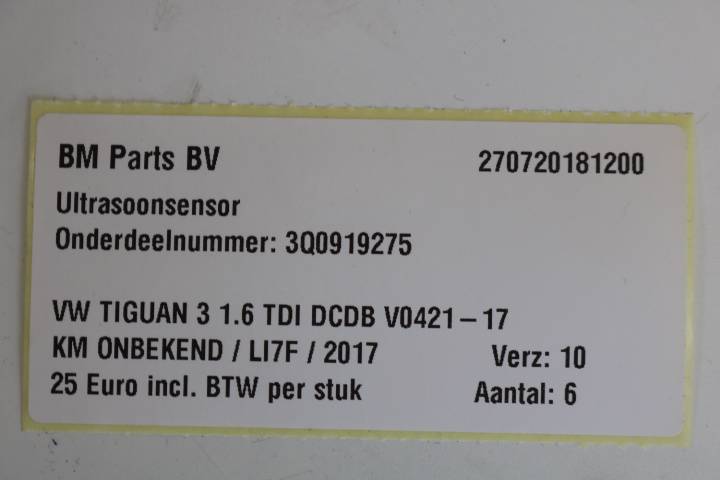 BM Parts BV 270720181200
Ultrasoonsensor
Onderdeelnummer: 3Q0919275
VW TIGUAN 3 1.6 TDI DCDB V0421-17
KM ONBEKEND / LI7F / 2017 Verz: 10
25 Euro incl. BTW per stuk Aantal: 6